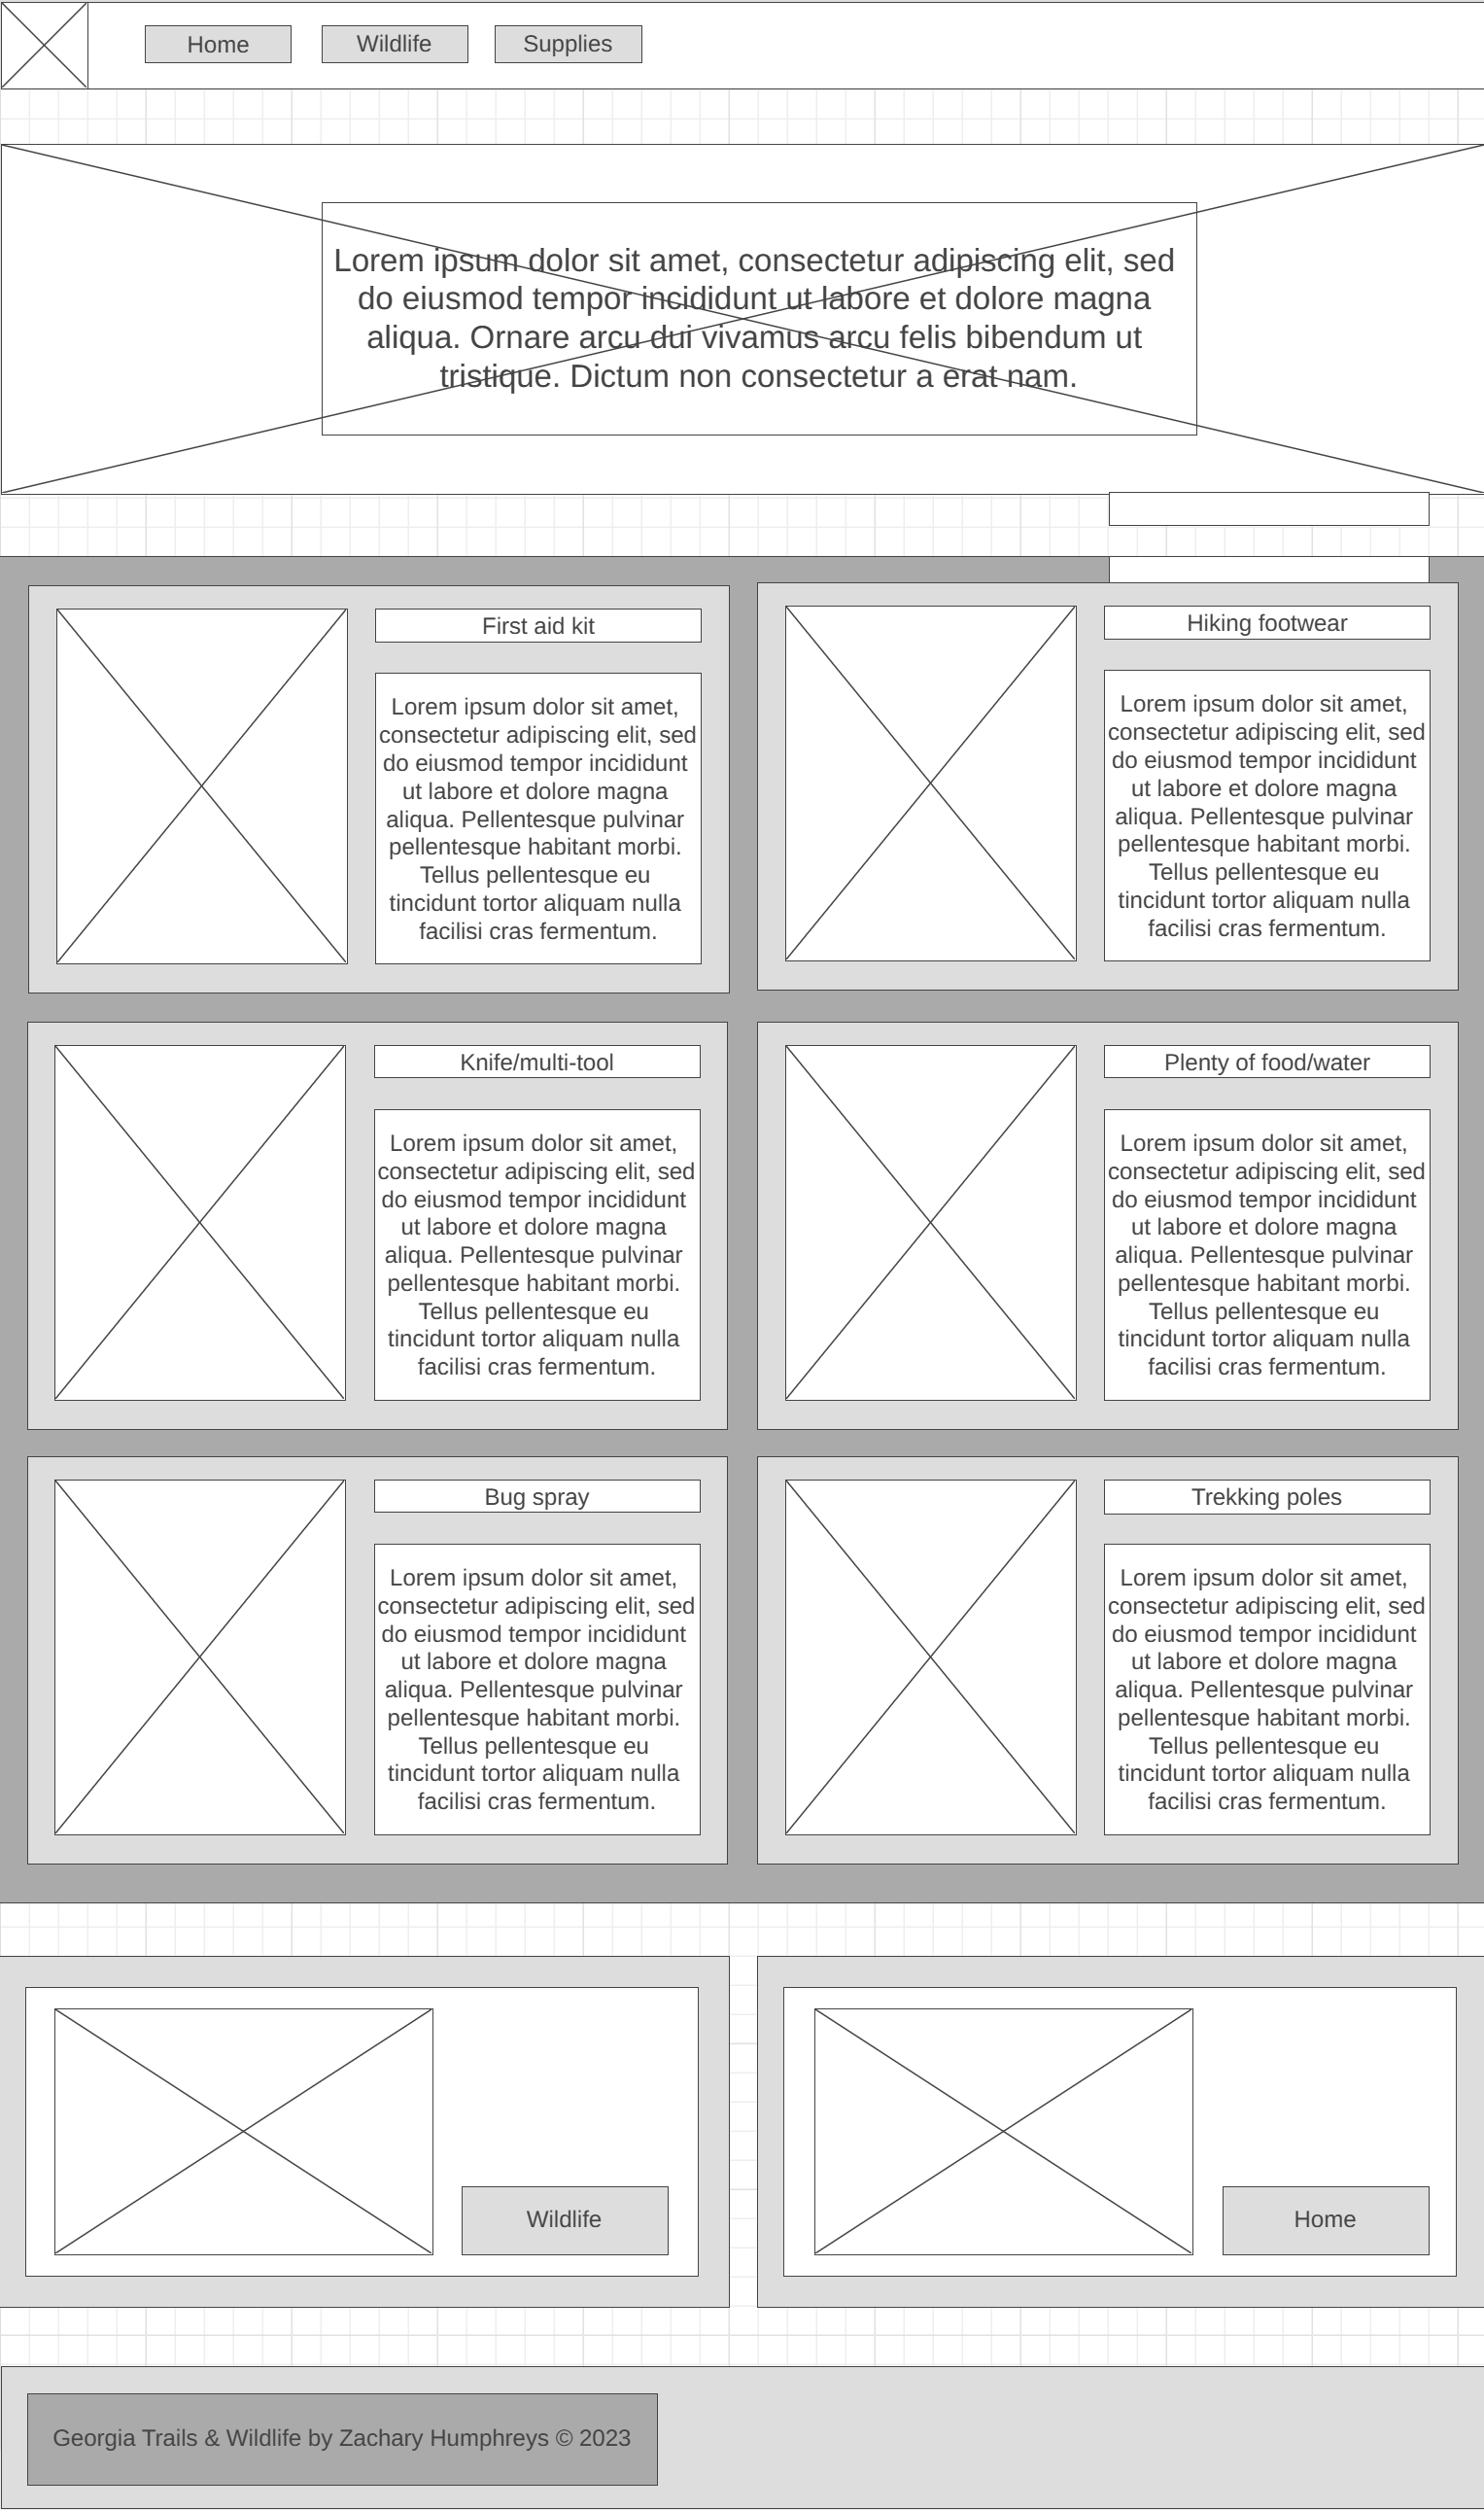 Home
Wildlife
Supplies
Lorem ipsum dolor sit amet, consectetur adipiscing elit, sed
do eiusmod tempor incididunt ut labore et dolore magna
aliqua. Ornare arcu dui vivamus arcu felis bibendum ut
tristique. Dictum non consectetur a erat nam.
First aid kit
Lorem ipsum dolor sit amet,
consectetur adipiscing elit, sed
do eiusmod tempor incididunt
ut labore et dolore magna
aliqua. Pellentesque pulvinar
pellentesque habitant morbi.
Tellus pellentesque eu
tincidunt tortor aliquam nulla
facilisi cras fermentum.
Hiking footwear
Lorem ipsum dolor sit amet,
consectetur adipiscing elit, sed
do eiusmod tempor incididunt
ut labore et dolore magna
aliqua. Pellentesque pulvinar
pellentesque habitant morbi.
Tellus pellentesque eu
tincidunt tortor aliquam nulla
facilisi cras fermentum.
Knife/multi-tool
Lorem ipsum dolor sit amet,
consectetur adipiscing elit, sed
do eiusmod tempor incididunt
ut labore et dolore magna
aliqua. Pellentesque pulvinar
pellentesque habitant morbi.
Tellus pellentesque eu
tincidunt tortor aliquam nulla
facilisi cras fermentum.
Plenty of food/water
Lorem ipsum dolor sit amet,
consectetur adipiscing elit, sed
do eiusmod tempor incididunt
ut labore et dolore magna
aliqua. Pellentesque pulvinar
pellentesque habitant morbi.
Tellus pellentesque eu
tincidunt tortor aliquam nulla
facilisi cras fermentum.
Bug spray
Lorem ipsum dolor sit amet,
consectetur adipiscing elit, sed
do eiusmod tempor incididunt
ut labore et dolore magna
aliqua. Pellentesque pulvinar
pellentesque habitant morbi.
Tellus pellentesque eu
tincidunt tortor aliquam nulla
facilisi cras fermentum.
Trekking poles
Lorem ipsum dolor sit amet,
consectetur adipiscing elit, sed
do eiusmod tempor incididunt
ut labore et dolore magna
aliqua. Pellentesque pulvinar
pellentesque habitant morbi.
Tellus pellentesque eu
tincidunt tortor aliquam nulla
facilisi cras fermentum.
Wildlife
Home
Georgia Trails & Wildlife by Zachary Humphreys © 2023